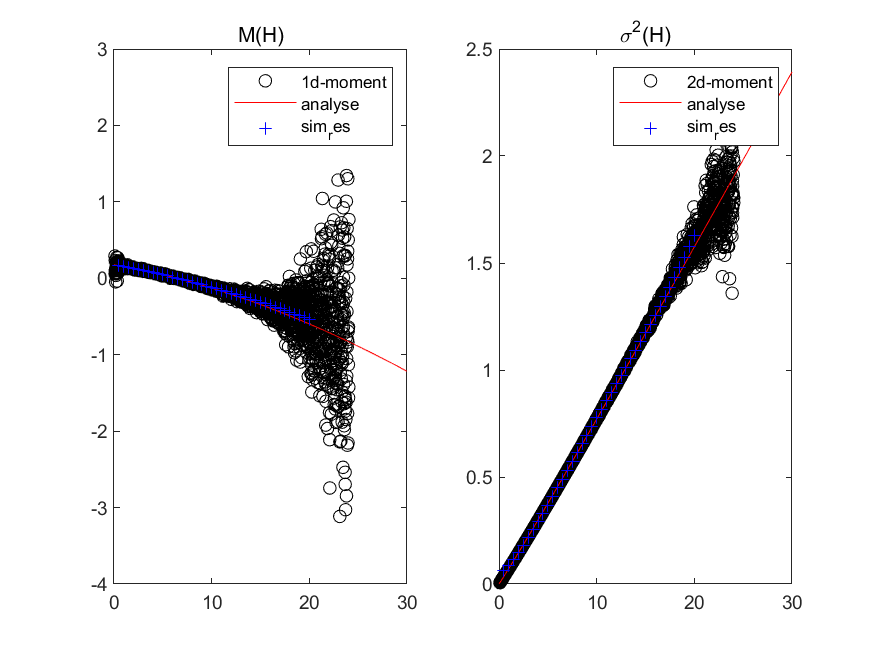 M(H)
3
2
1
0
-1
-2
-3
-4
0 10 20 30
1d-moment
analyse
sim_res
σ²(H)
2.5
2
1.5
1
0.5
0
0 10 20 30
2d-moment
analyse
sim_res